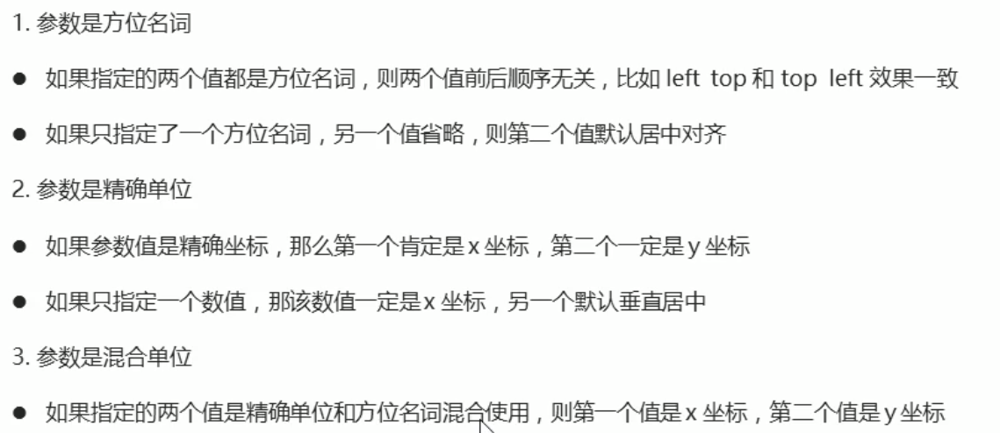 1. 参数是方位名词
● 如果指定的两个值都是方位名词，则两个值前后顺序无关，比如 left top 和 top left 效果一致
● 如果只指定了一个方位名词，另一个值省略，则第二个值默认居中对齐
2. 参数是精确单位
● 如果参数值是精确坐标，那么第一个肯定是 x 坐标，第二个一定是 y 坐标
● 如果只指定一个数值，那该数值一定是 x 坐标，另一个默认垂直居中
3. 参数是混合单位
● 如果指定的两个值是精确单位和方位名词混合使用，则第一个值是 x 坐标，第二个值是 y 坐标